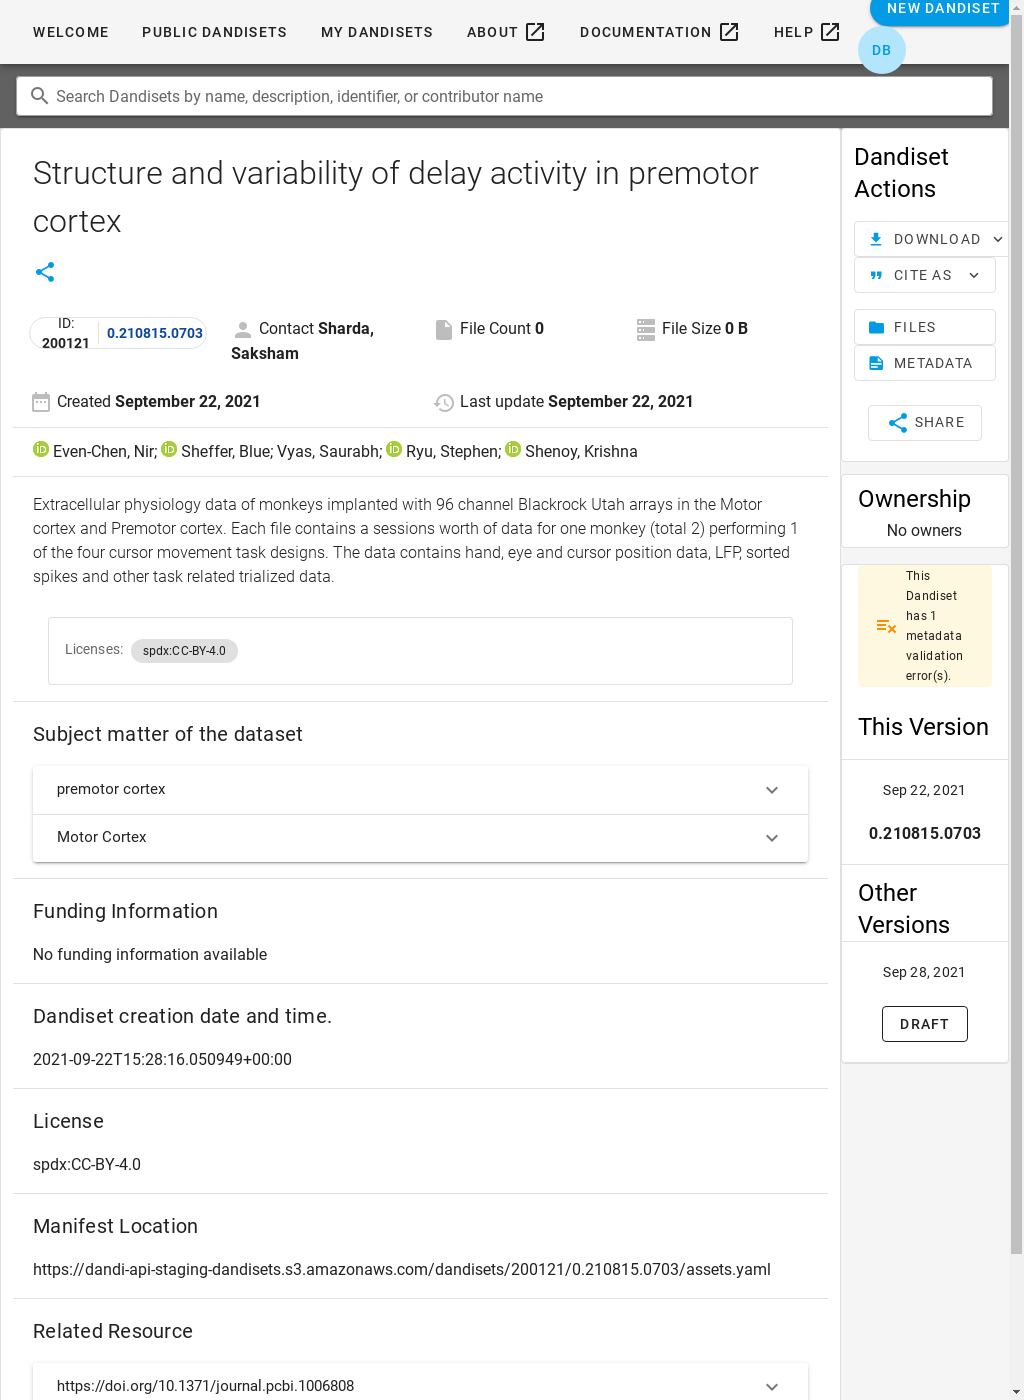 WELCOME PUBLIC DANDISETS MY DANDISETS ABOUT DOCUMENTATION HELP NEW DANDISET
DB
Search Dandisets by name, description, identifier, or contributor name
Structure and variability of delay activity in premotor
cortex
ID:
200121
0.210815.0703
Contact Sharda,
Saksham
File Count 0
File Size 0 B
Created September 22, 2021
Last update September 22, 2021
Even-Chen, Nir; Sheffer, Blue; Vyas, Saurabh; Ryu, Stephen; Shenoy, Krishna
Extracellular physiology data of monkeys implanted with 96 channel Blackrock Utah arrays in the Motor
cortex and Premotor cortex. Each file contains a sessions worth of data for one monkey (total 2) performing 1
of the four cursor movement task designs. The data contains hand, eye and cursor position data, LFP, sorted
spikes and other task related trialized data.
Licenses: spdx:CC-BY-4.0
Subject matter of the dataset
premotor cortex
Motor Cortex
Funding Information
No funding information available
Dandiset creation date and time.
2021-09-22T15:28:16.050949+00:00
License
spdx:CC-BY-4.0
Manifest Location
https://dandi-api-staging-dandisets.s3.amazonaws.com/dandisets/200121/0.210815.0703/assets.yaml
Related Resource
https://doi.org/10.1371/journal.pcbi.1006808
Dandiset
Actions
DOWNLOAD
CITE AS
FILES
METADATA
SHARE
Ownership
No owners
This
Dandiset
has 1
metadata
validation
error(s).
This Version
Sep 22, 2021
0.210815.0703
Other
Versions
Sep 28, 2021
DRAFT